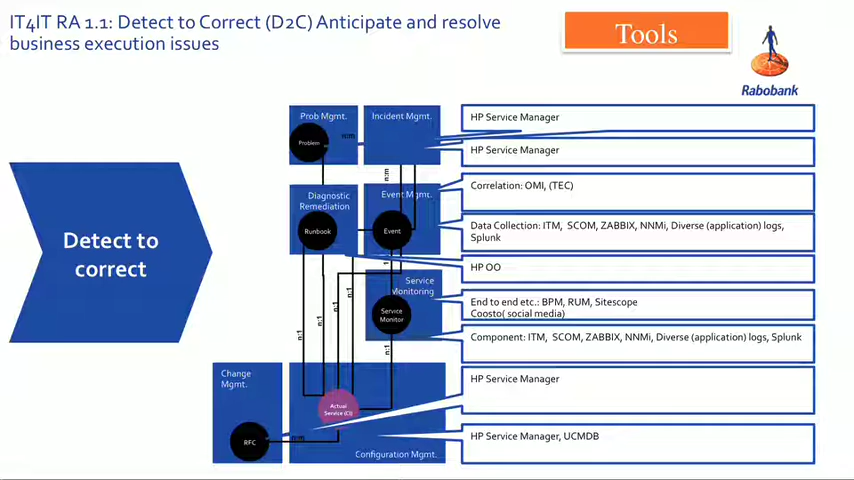 IT4IT RA 1.1: Detect to Correct (D2C) Anticipate and resolve
business execution issues
Tools
Rabobank
Detect to
correct
Prob Mgmt.
Problem
n:m
Incident Mgmt.
n:m
Diagnostic
Remediation
Runbook
Event Mgmt.
Event
n:1
Service
Monitoring
Service
Monitor
n:1
n:1
n:1
n:1
n:1
Change
Mgmt.
RFC
n:m
Actual
Service (CI)
Configuration Mgmt.
HP Service Manager
HP Service Manager
Correlation: OMI, (TEC)
Data Collection: ITM, SCOM, ZABBIX, NNMi, Diverse (application) logs,
Splunk
HP OO
End to end etc.: BPM, RUM, Sitescope
Coosto( social media)
Component: ITM, SCOM, ZABBIX, NNMi, Diverse (application) logs, Splunk
HP Service Manager
HP Service Manager, UCMDB